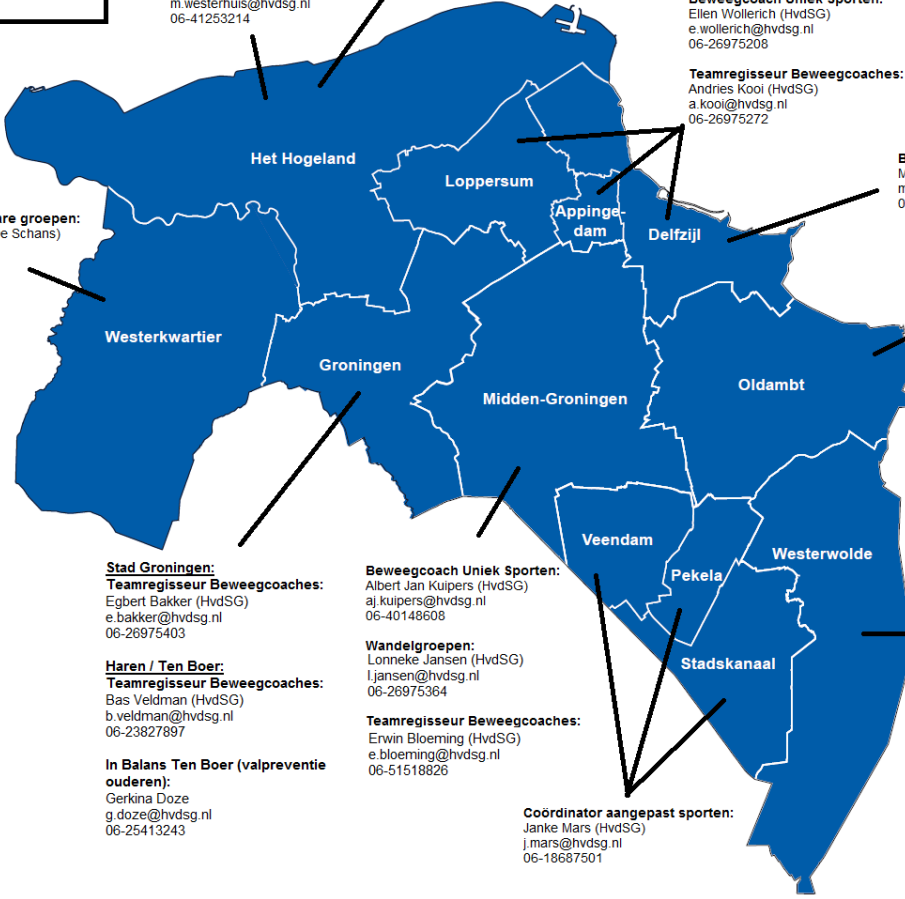 m.westerhuis@hvdsg.nl
06-41253214
Beweegcoach Uniek Sporten:
Ellen Wollerich (HvdSG)
e.wollerich@hvdsg.nl
06-26975208
Teamregisseur Beweegcoaches:
Andries Kooi (HvdSG)
a.kooi@hvdsg.nl
06-26975272
B
M
m
0
are groepen:
e Schans)
Het Hogeland
Loppersum
Appinge-
dam
Delfzijl
Westerkwartier
Groningen
Midden-Groningen
Oldambt
Veendam
Pekela
Westerwolde
Stadskanaal
Stad Groningen:
Teamregisseur Beweegcoaches:
Egbert Bakker (HvdSG)
e.bakker@hvdsg.nl
06-26975403
Haren / Ten Boer:
Teamregisseur Beweegcoaches:
Bas Veldman (HvdSG)
b.veldman@hvdsg.nl
06-23827897
In Balans Ten Boer (valpreventie
ouderen):
Gerkina Doze
g.doze@hvdsg.nl
06-25413243
Beweegcoach Uniek Sporten:
Albert Jan Kuipers (HvdSG)
aj.kuipers@hvdsg.nl
06-40148608
Wandelgroepen:
Lonneke Jansen (HvdSG)
l.jansen@hvdsg.nl
06-26975364
Teamregisseur Beweegcoaches:
Erwin Bloeming (HvdSG)
e.bloeming@hvdsg.nl
06-51518826
Coördinator aangepast sporten:
Janke Mars (HvdSG)
j.mars@hvdsg.nl
06-18687501